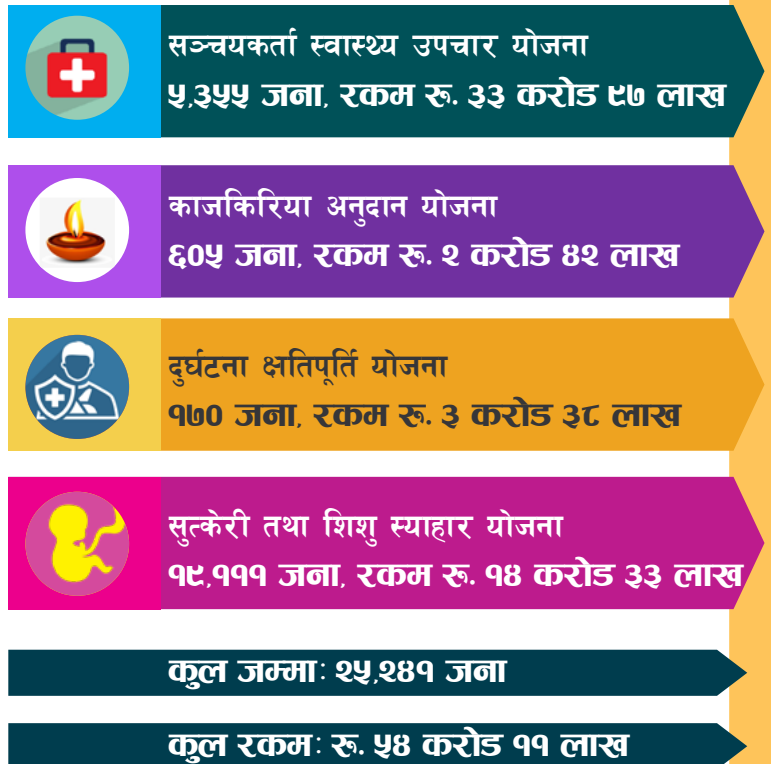 सञ्चयकर्ता स्वास्थ्य उपचार योजना
५,३५५ जना, रकम रू. ३३ करोड ९७ लाख
काजकिरिया अनुदान योजना
६०५ जना, रकम रू. २ करोड ४२ लाख
दुर्घटना क्षतिपूर्ति योजना
१७० जना, रकम रू. ३ करोड ३८ लाख
सुत्केरी तथा शिशु स्याहार योजना
१९,१११ जना, रकम रू. १४ करोड ३३ लाख
कुल जम्माः २५,२४१ जना
कुल रकमः रू. ५४ करोड ११ लाख